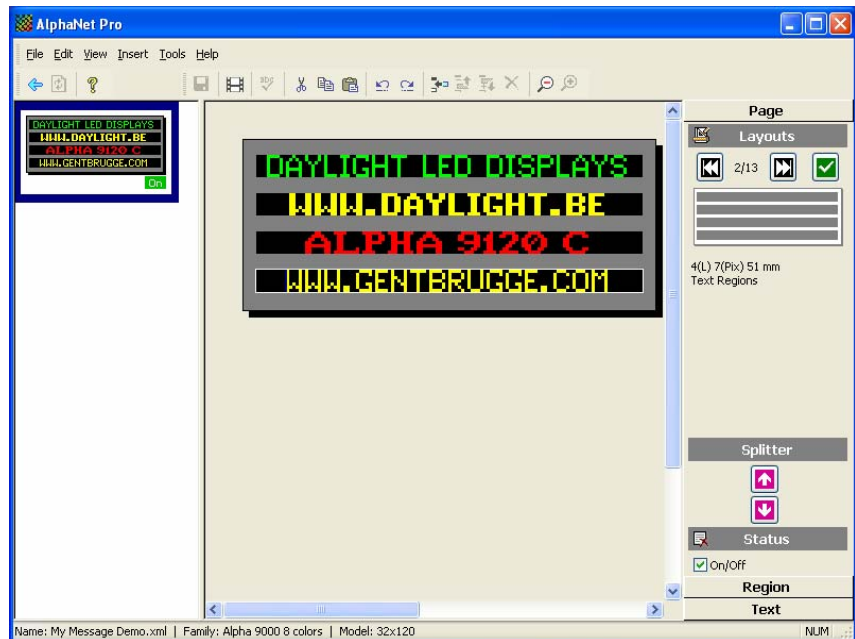 AlphaNet Pro
File Edit View Insert Tools Help
DAYLIGHT LED DISPLAYS
WWW.DAYLIGHT.BE
ALPHA 9120 C
WWW.GENTBRUGGE.COM
On
DAYLIGHT LED DISPLAYS
WWW.DAYLIGHT.BE
ALPHA 9120 C
WWW.GENTBRUGGE.COM
Page
Layouts
2/13
4(L) 7(Pix) 51 mm
Text Regions
Splitter
Status
On/Off
Region
Text
Name: My Message Demo.xml | Family: Alpha 9000 8 colors | Model: 32x120 NUM